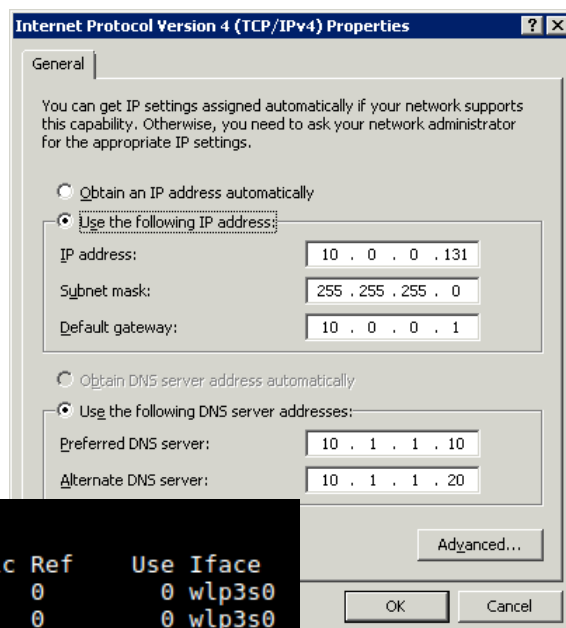 Internet Protocol Version 4 (TCP/IPv4) Properties
General
You can get IP settings assigned automatically if your network supports
this capability. Otherwise, you need to ask your network administrator
for the appropriate IP settings.
Obtain an IP address automatically
Use the following IP address:
IP address: 10 . 0 . 0 . 131
Subnet mask: 255 . 255 . 255 . 0
Default gateway: 10 . 0 . 0 . 1
Obtain DNS server address automatically
Use the following DNS server addresses:
Preferred DNS server: 10 . 1 . 1 . 10
Alternate DNS server: 10 . 1 . 1 . 20
Advanced...
Ref Use Iface
0 0 wlp3s0
0 0 wlp3s0
OK Cancel